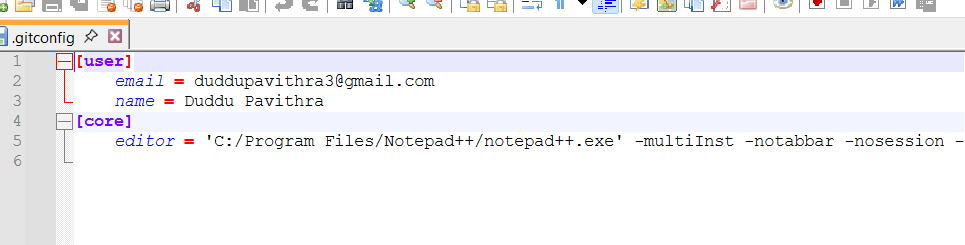 .gitconfig
1 [user]
2 email = duddupavithra3@gmail.com
3 name = Duddu Pavithra
4 [core]
5 editor = 'C:/Program Files/Notepad++/notepad++.exe' -multiInst -notabbar -nosession -
6